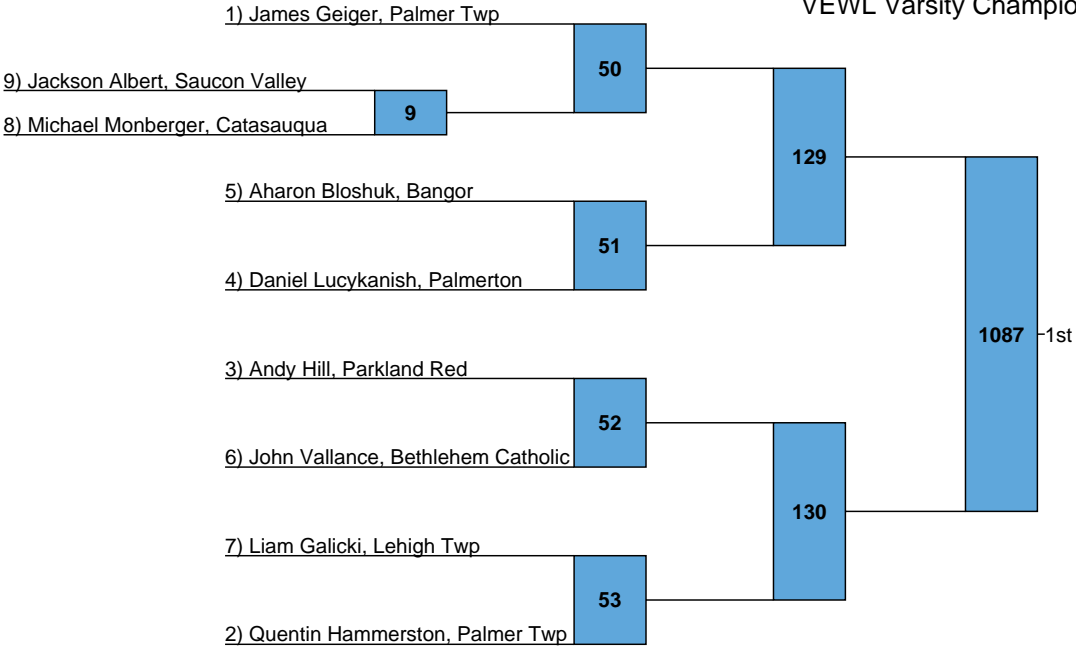 VEWL Varsity Champio
1) James Geiger, Palmer Twp
50
9) Jackson Albert, Saucon Valley
9
8) Michael Monberger, Catasauqua
129
5) Aharon Bloshuk, Bangor
51
4) Daniel Lucykanish, Palmerton
1087
1st
3) Andy Hill, Parkland Red
52
6) John Vallance, Bethlehem Catholic
130
7) Liam Galicki, Lehigh Twp
53
2) Quentin Hammerston, Palmer Twp